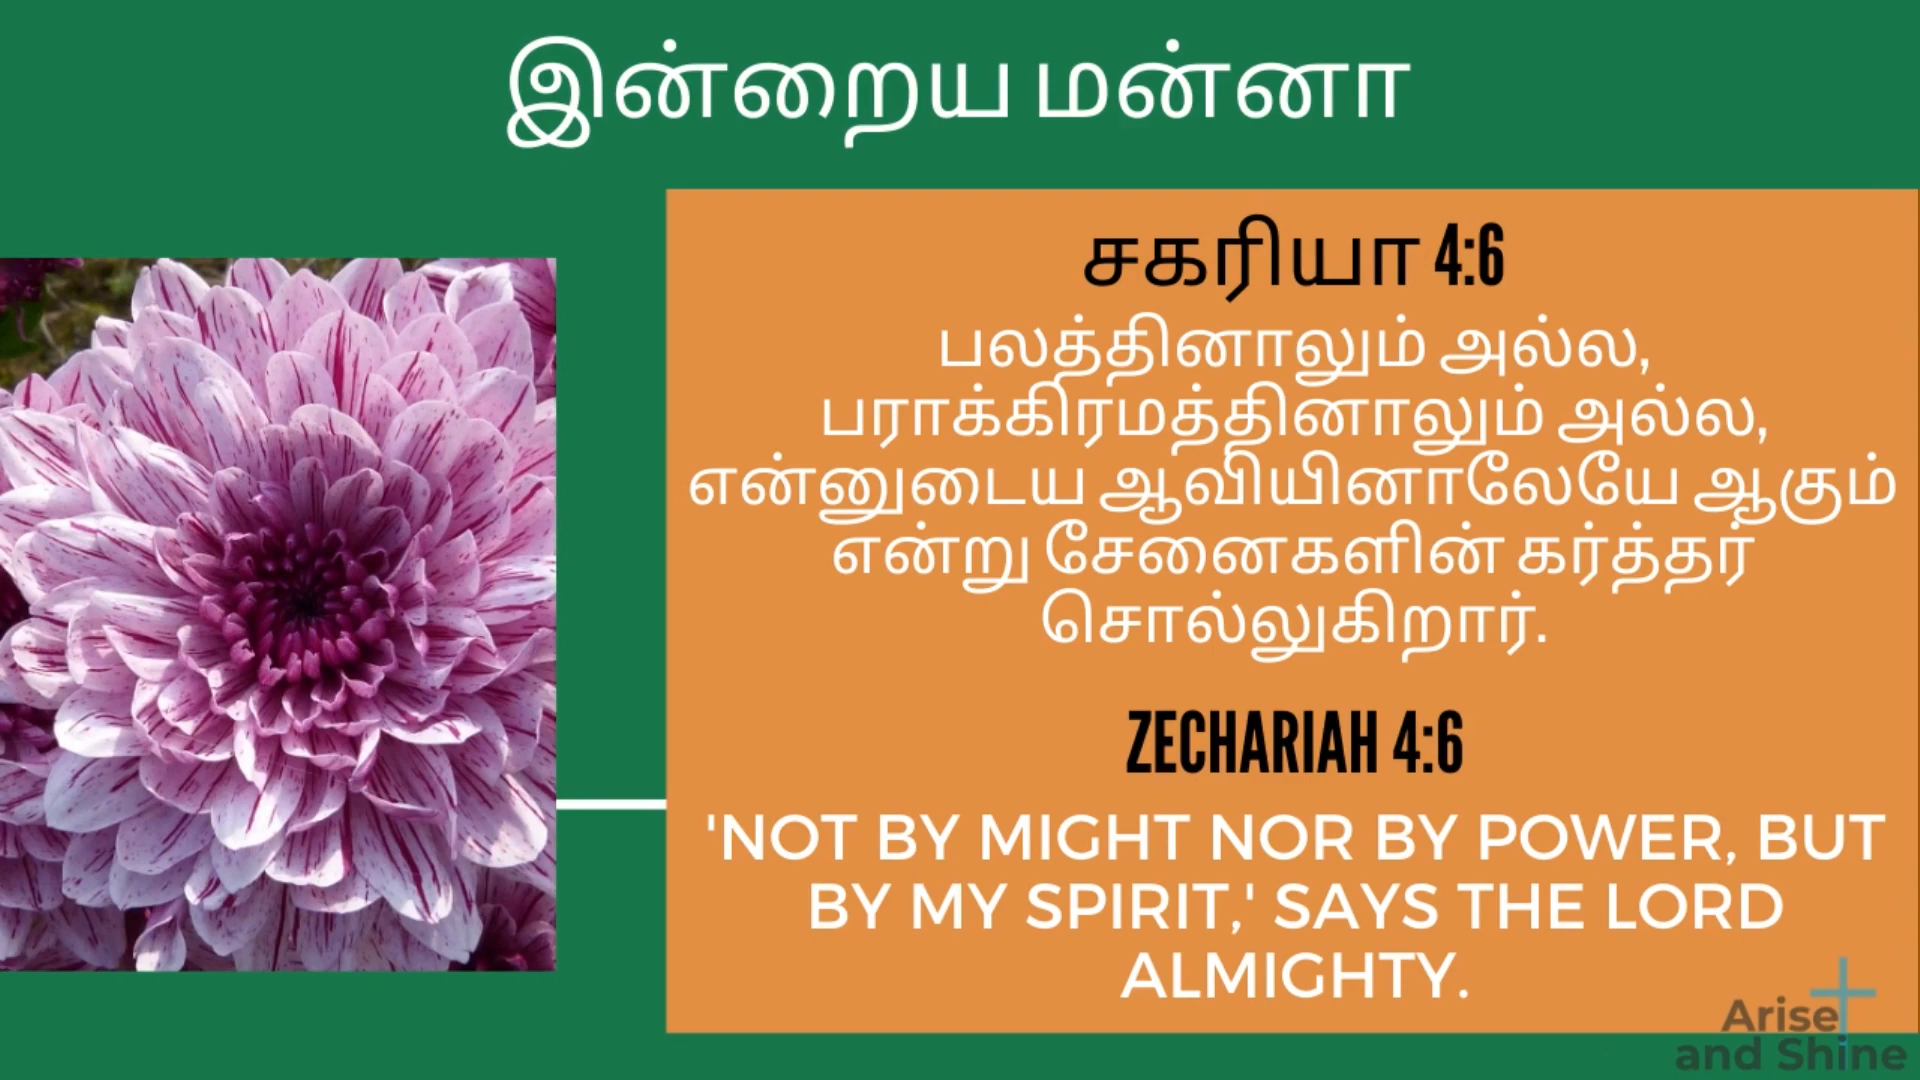 இன்றைய மன்னா
சகரியா 4:6
பலத்தினாலும் அல்ல,
பராக்கிரமத்தினாலும் அல்ல,
என்னுடைய ஆவியினாலேயே ஆகும்
என்று சேனைகளின் கர்த்தர்
சொல்லுகிறார்.
ZECHARIAH 4:6
'NOT BY MIGHT NOR BY POWER, BUT
BY MY SPIRIT,' SAYS THE LORD
ALMIGHTY.
Arise
and Shine